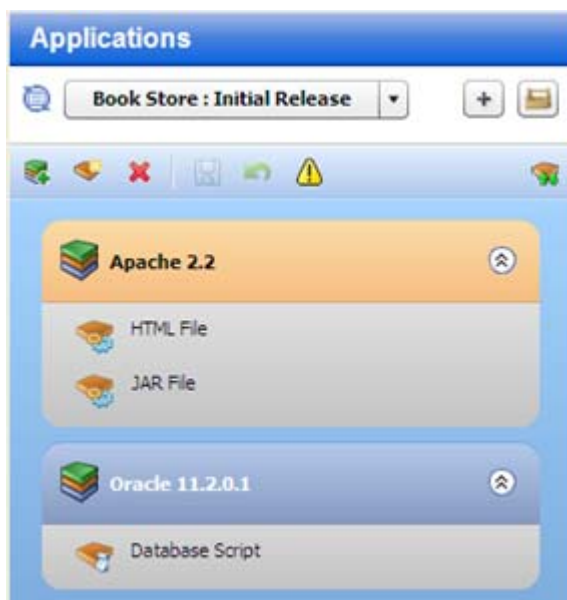 Applications
Book Store : Initial Release
Apache 2.2
HTML File
JAR File
Oracle 11.2.0.1
Database Script